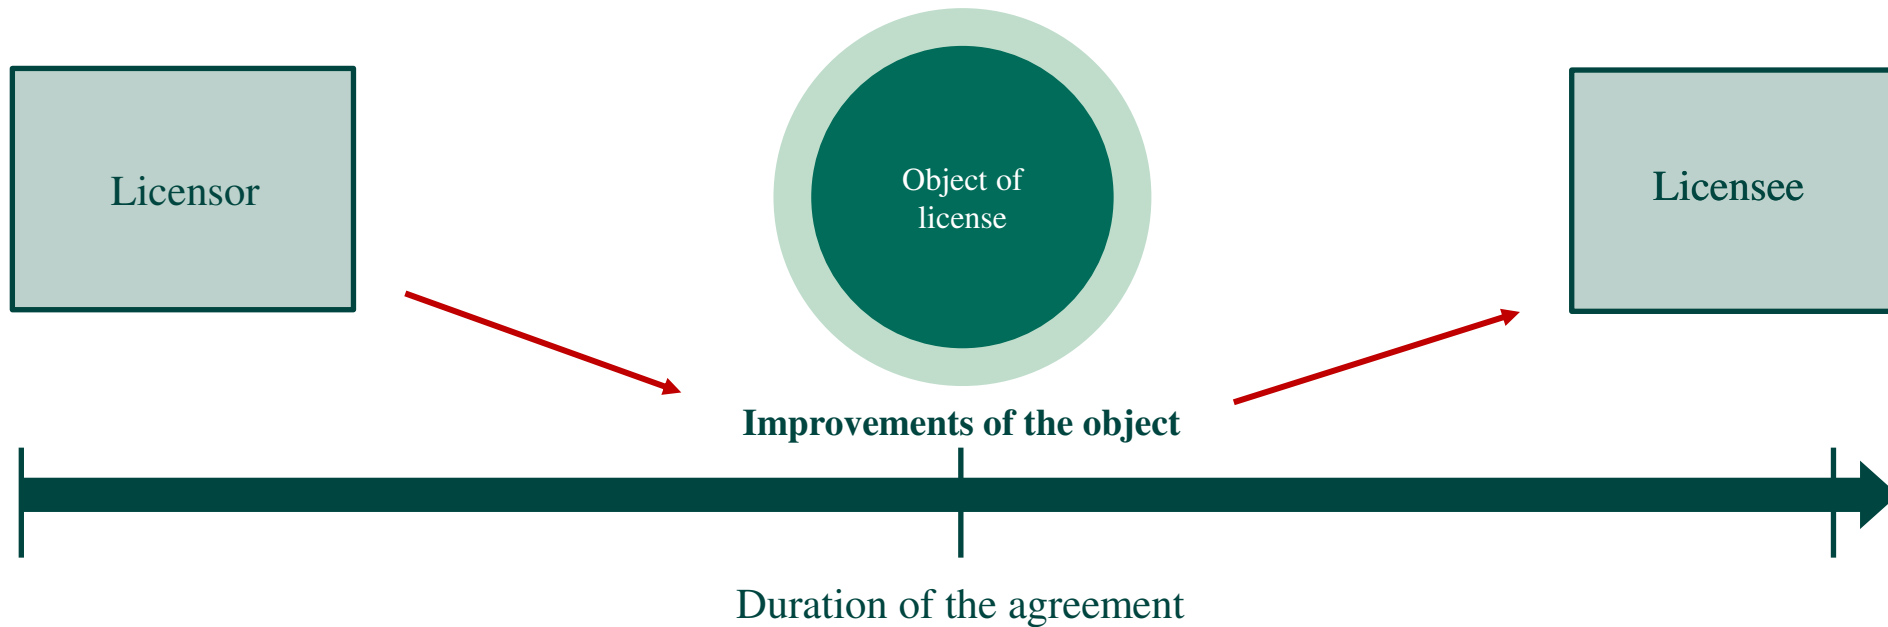 Licensor
Object of
license
Licensee
Improvements of the object
Duration of the agreement